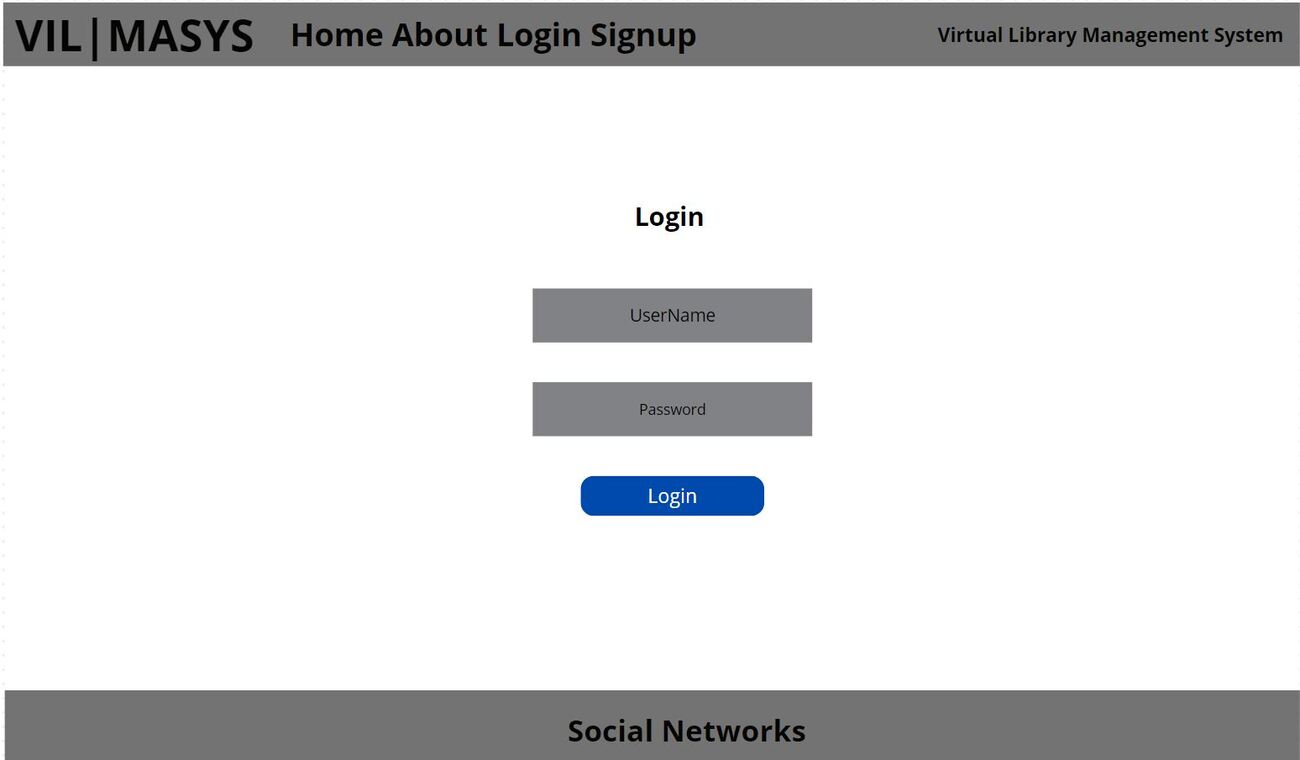 VIL|MASYS Home About Login Signup Virtual Library Management System
Login
UserName
Password
Login
Social Networks